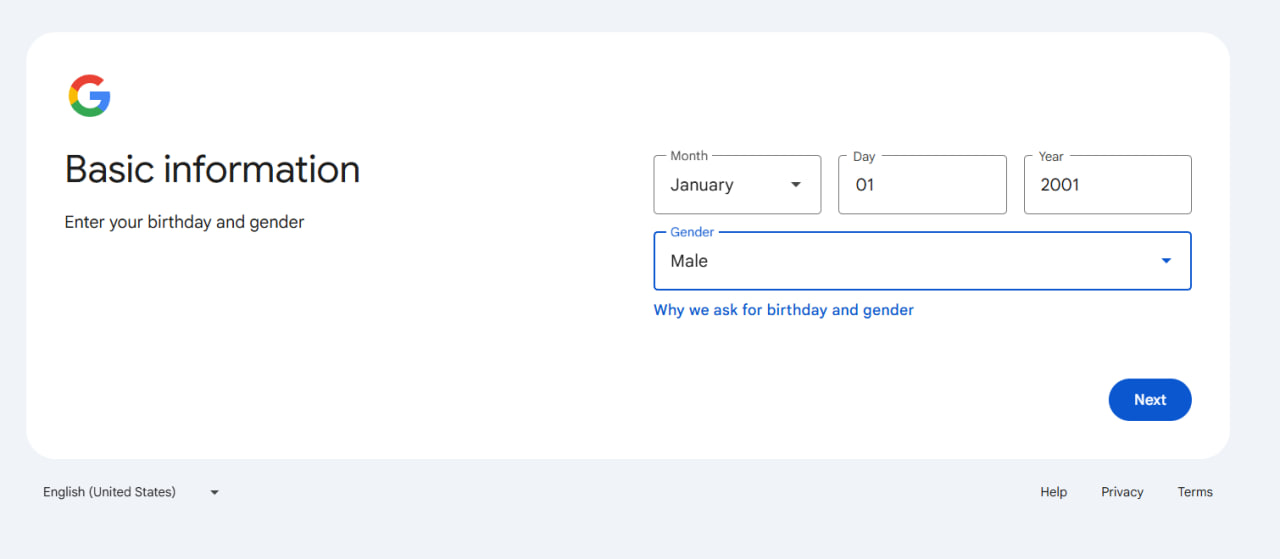 Basic information
Enter your birthday and gender
Month
January
Day
01
Year
2001
Gender
Male
Why we ask for birthday and gender
Next
English (United States)
Help
Privacy
Terms